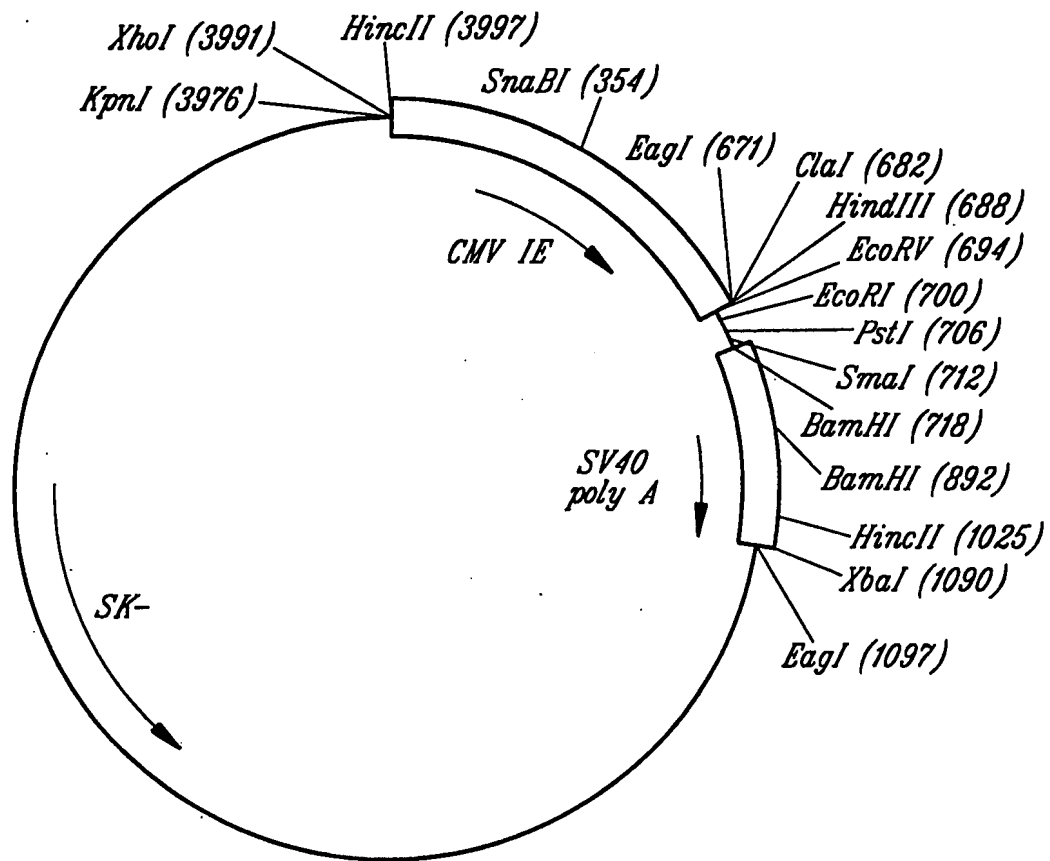 XhoI (3991)
HincII (3997)
KpnI (3976)
SnaBI (354)
EagI (671)
ClaI (682)
HindIII (688)
EcoRV (694)
EcoRI (700)
PstI (706)
SmaI (712)
BamHI (718)
BamHI (892)
HincII (1025)
XbaI (1090)
EagI (1097)
CMV IE
SV40
poly A
SK-